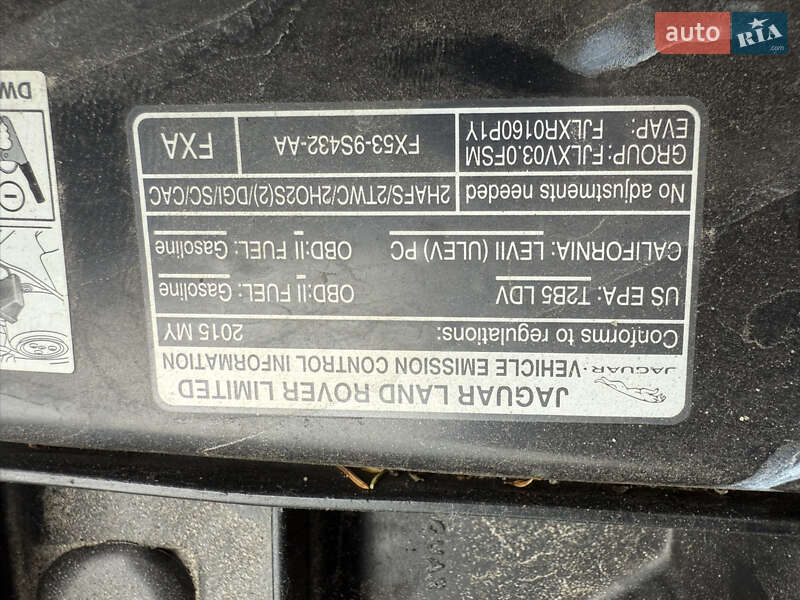 auto RIA
JAGUAR LAND ROVER LIMITED
JAGUAR - VEHICLE EMISSION CONTROL INFORMATION
Conforms to regulations: 2015 MY
US EPA: T2B5 LDV OBD:II FUEL: Gasoline
CALIFORNIA: LEVII (ULEV) PC OBD:II FUEL: Gasoline
No adjustments needed 2HAFS/2TWC/2HO2S(2)/DGI/SC/CAC
GROUP: FJLXV03.0FSM
EVAP: FJLXR0160P1Y
FX53-9S432-AA
FXA
DW